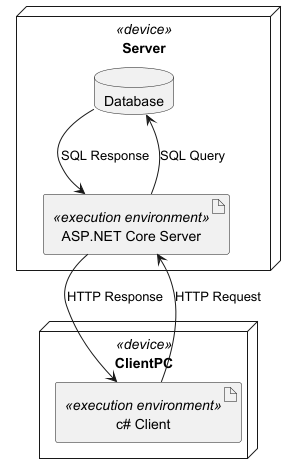 «device»
Server
Database
SQL Response
SQL Query
«execution environment»
ASP.NET Core Server
HTTP Response
HTTP Request
«device»
ClientPC
«execution environment»
c# Client